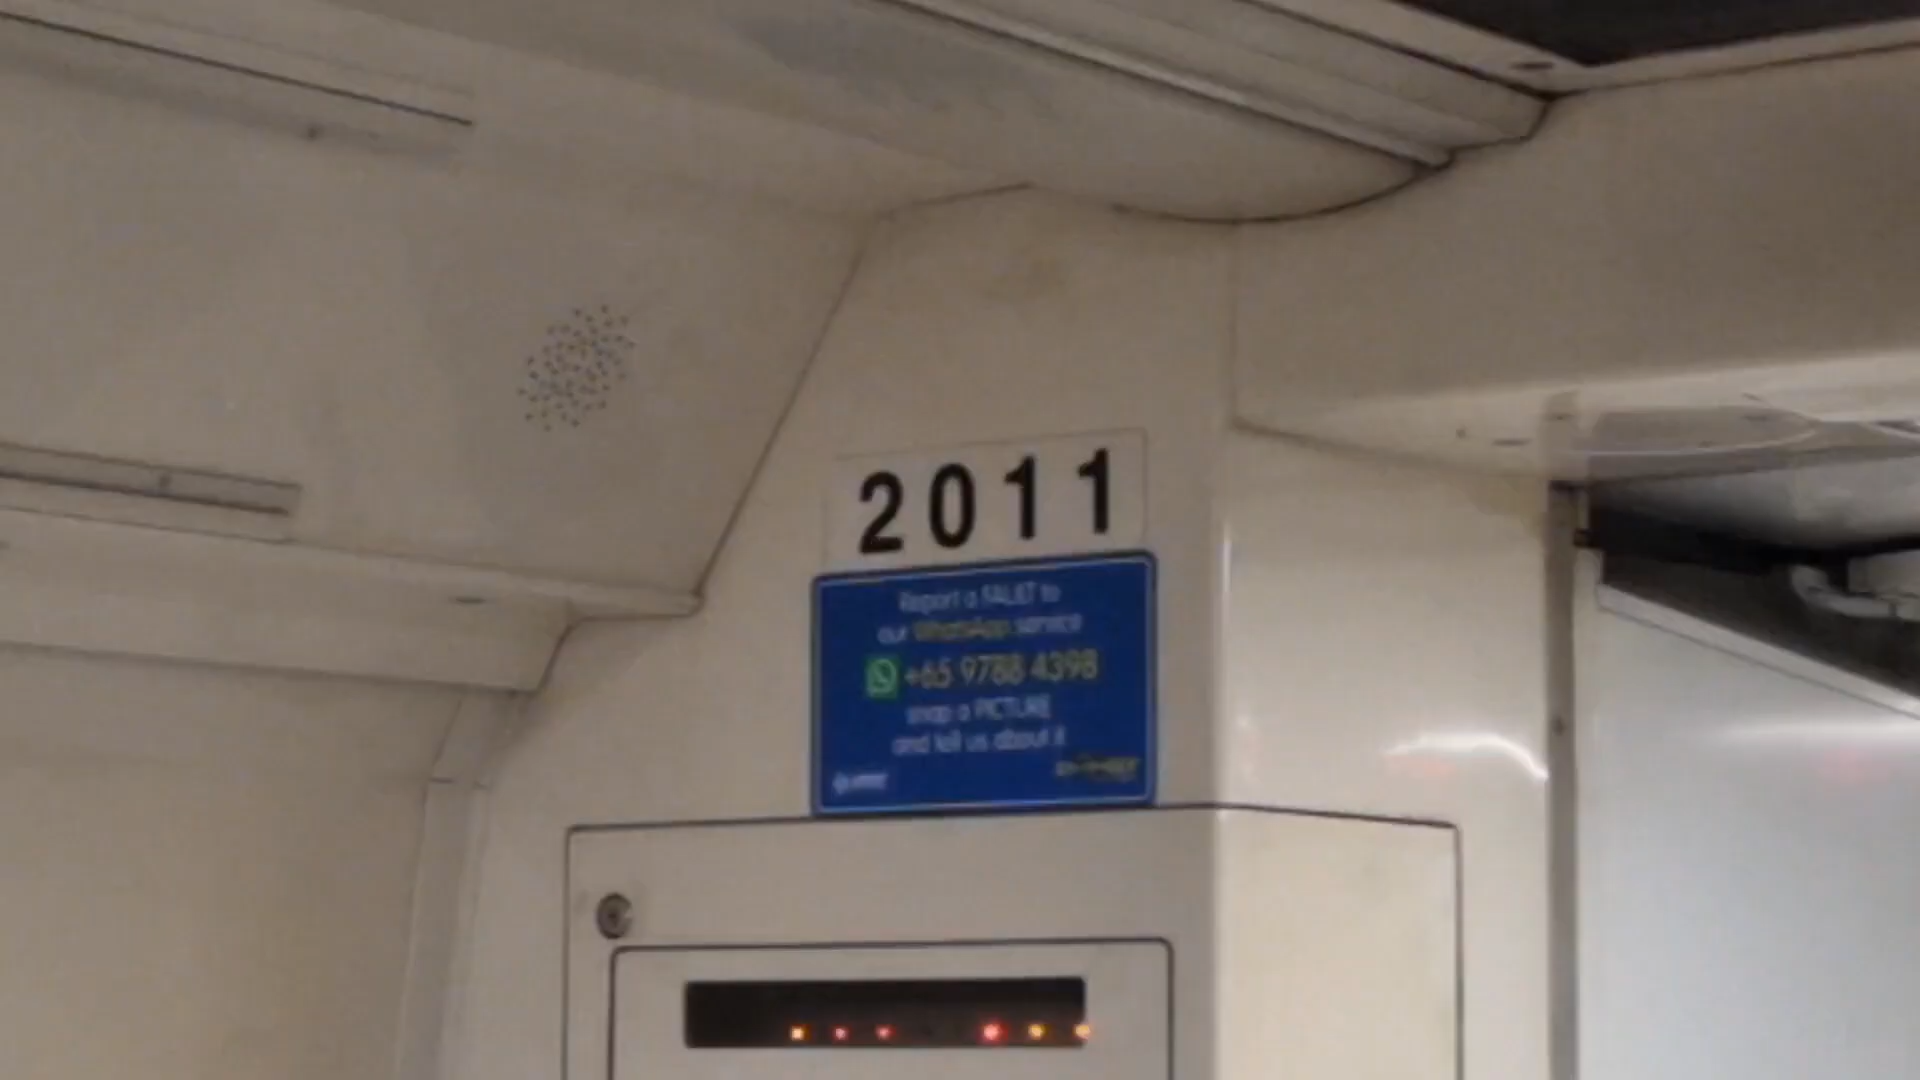 2011
Report a FAULT to
our WhatsApp service
+65 9788 4398
snap a PICTURE
and tell us about it